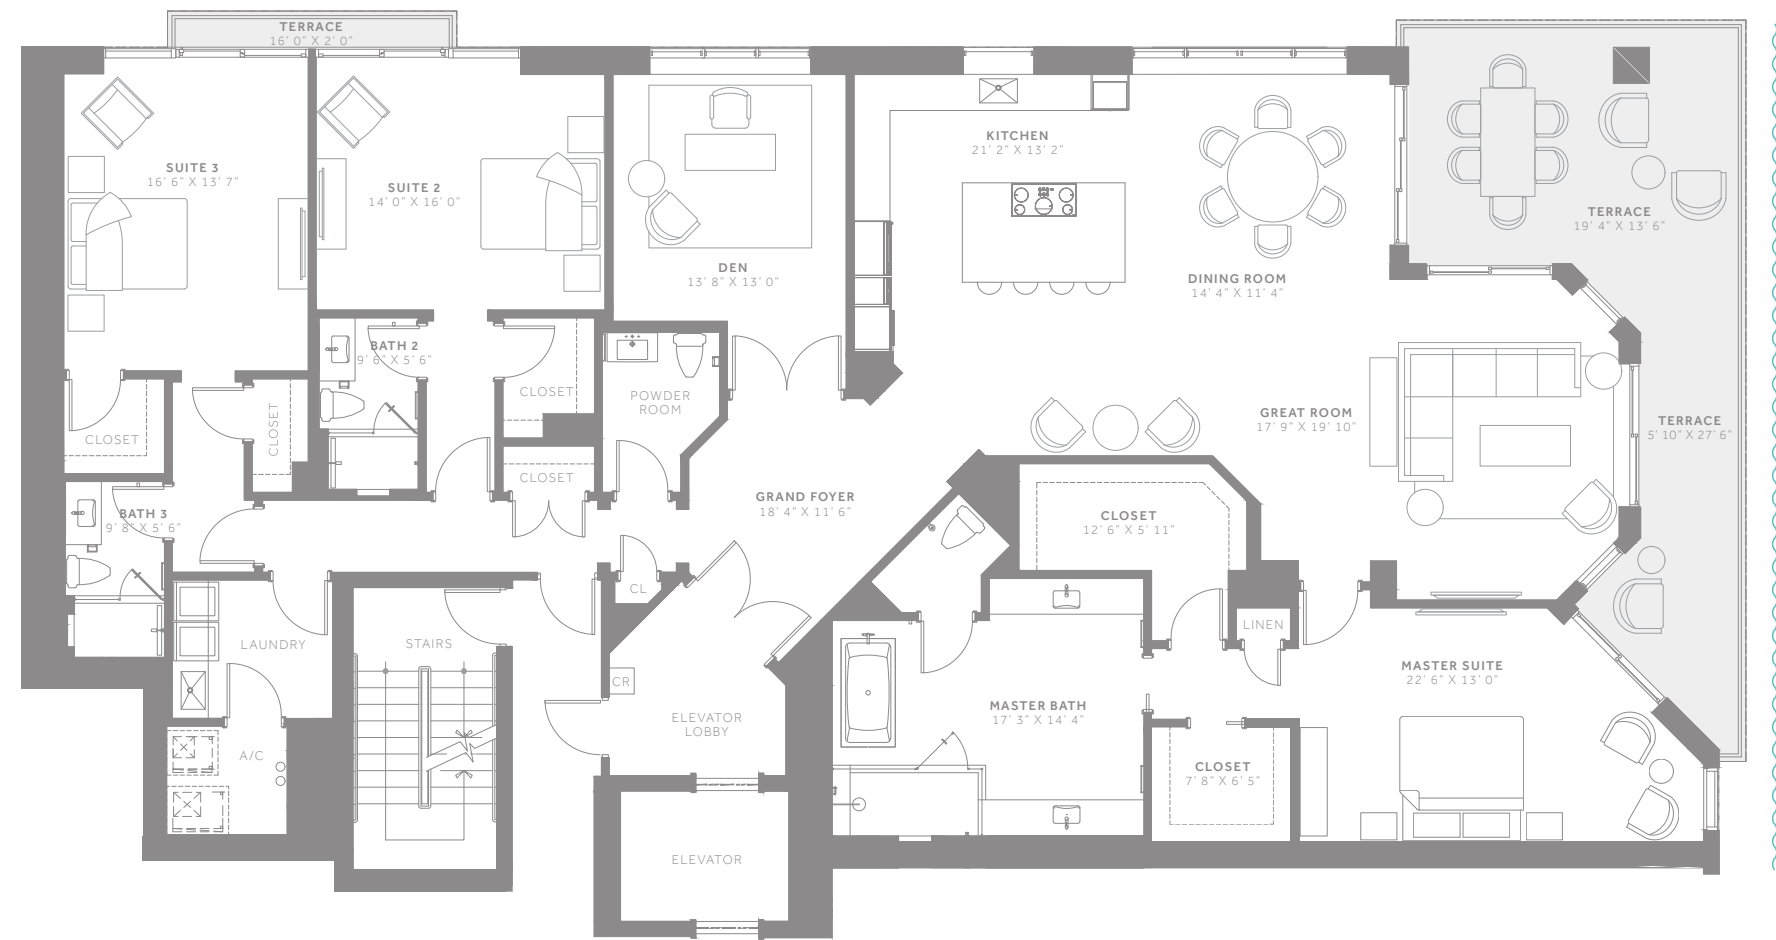 TERRACE
16' 0" X 2' 0"
SUITE 3
16' 6" X 13' 7"
SUITE 2
14' 0" X 16' 0"
DEN
13' 8" X 13' 0"
KITCHEN
21' 2" X 13' 2"
DINING ROOM
14' 4" X 11' 4"
TERRACE
19' 4" X 13' 6"
BATH 2
9' 6" X 5' 6"
CLOSET
POWDER
ROOM
CLOSET
CLOSET
CLOSET
GREAT ROOM
17' 9" X 19' 10"
TERRACE
5' 10" X 27' 6"
GRAND FOYER
18' 4" X 11' 6"
BATH 3
9' 8" X 5' 6"
CLOSET
12' 6" X 5' 11"
CL
LAUNDRY
STAIRS
LINEN
CR
MASTER SUITE
22' 6" X 13' 0"
ELEVATOR
LOBBY
MASTER BATH
17' 3" X 14' 4"
A/C
CLOSET
7' 8" X 6' 5"
ELEVATOR